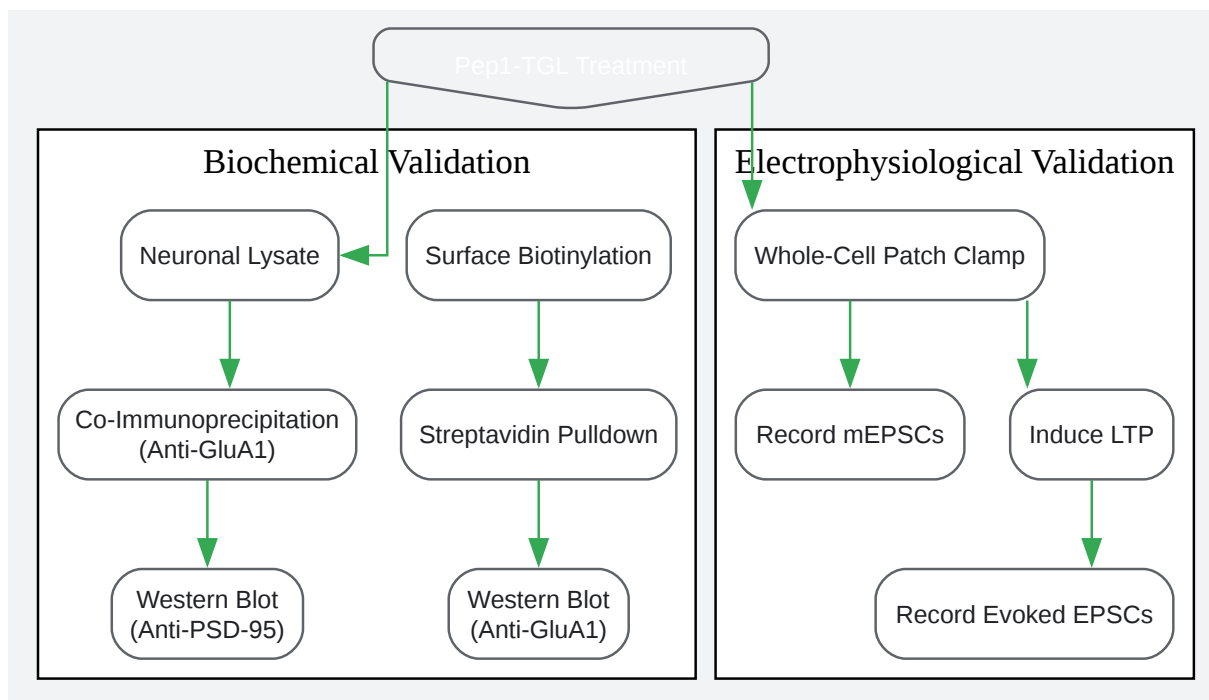 Pep1-TGL Treatment
Biochemical Validation
Electrophysiological Validation
Neuronal Lysate
Surface Biotinylation
Whole-Cell Patch Clamp
Co-Immunoprecipitation
(Anti-GluA1)
Streptavidin Pulldown
Record mEPSCs
Induce LTP
Western Blot
(Anti-PSD-95)
Western Blot
(Anti-GluA1)
Record Evoked EPSCs